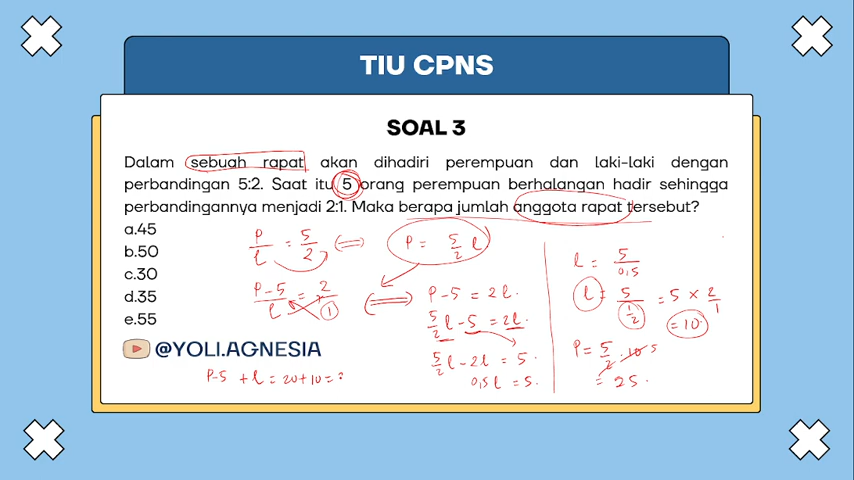 TIU CPNS
SOAL 3
Dalam sebuah rapat akan dihadiri perempuan dan laki-laki dengan
perbandingan 5:2. Saat itu 5 orang perempuan berhalangan hadir sehingga
perbandingannya menjadi 2:1. Maka berapa jumlah anggota rapat tersebut?
a.45
b.50
c.30
d.35
e.55
P/l = 5/2 ⟺ P = 5/2 l
P-5/l = 2/1 ⟺ P-5 = 2l.
5/2 l - 5 = 2l.
5/2 l - 2l = 5.
0,5 l = 5.
l = 5/0,5
l = 5/(1/2) = 5 × 2/1
= 10.
P = 5/2 . 10 5
= 25.
@YOLI.AGNESIA
P-5 + l = 20+10 =